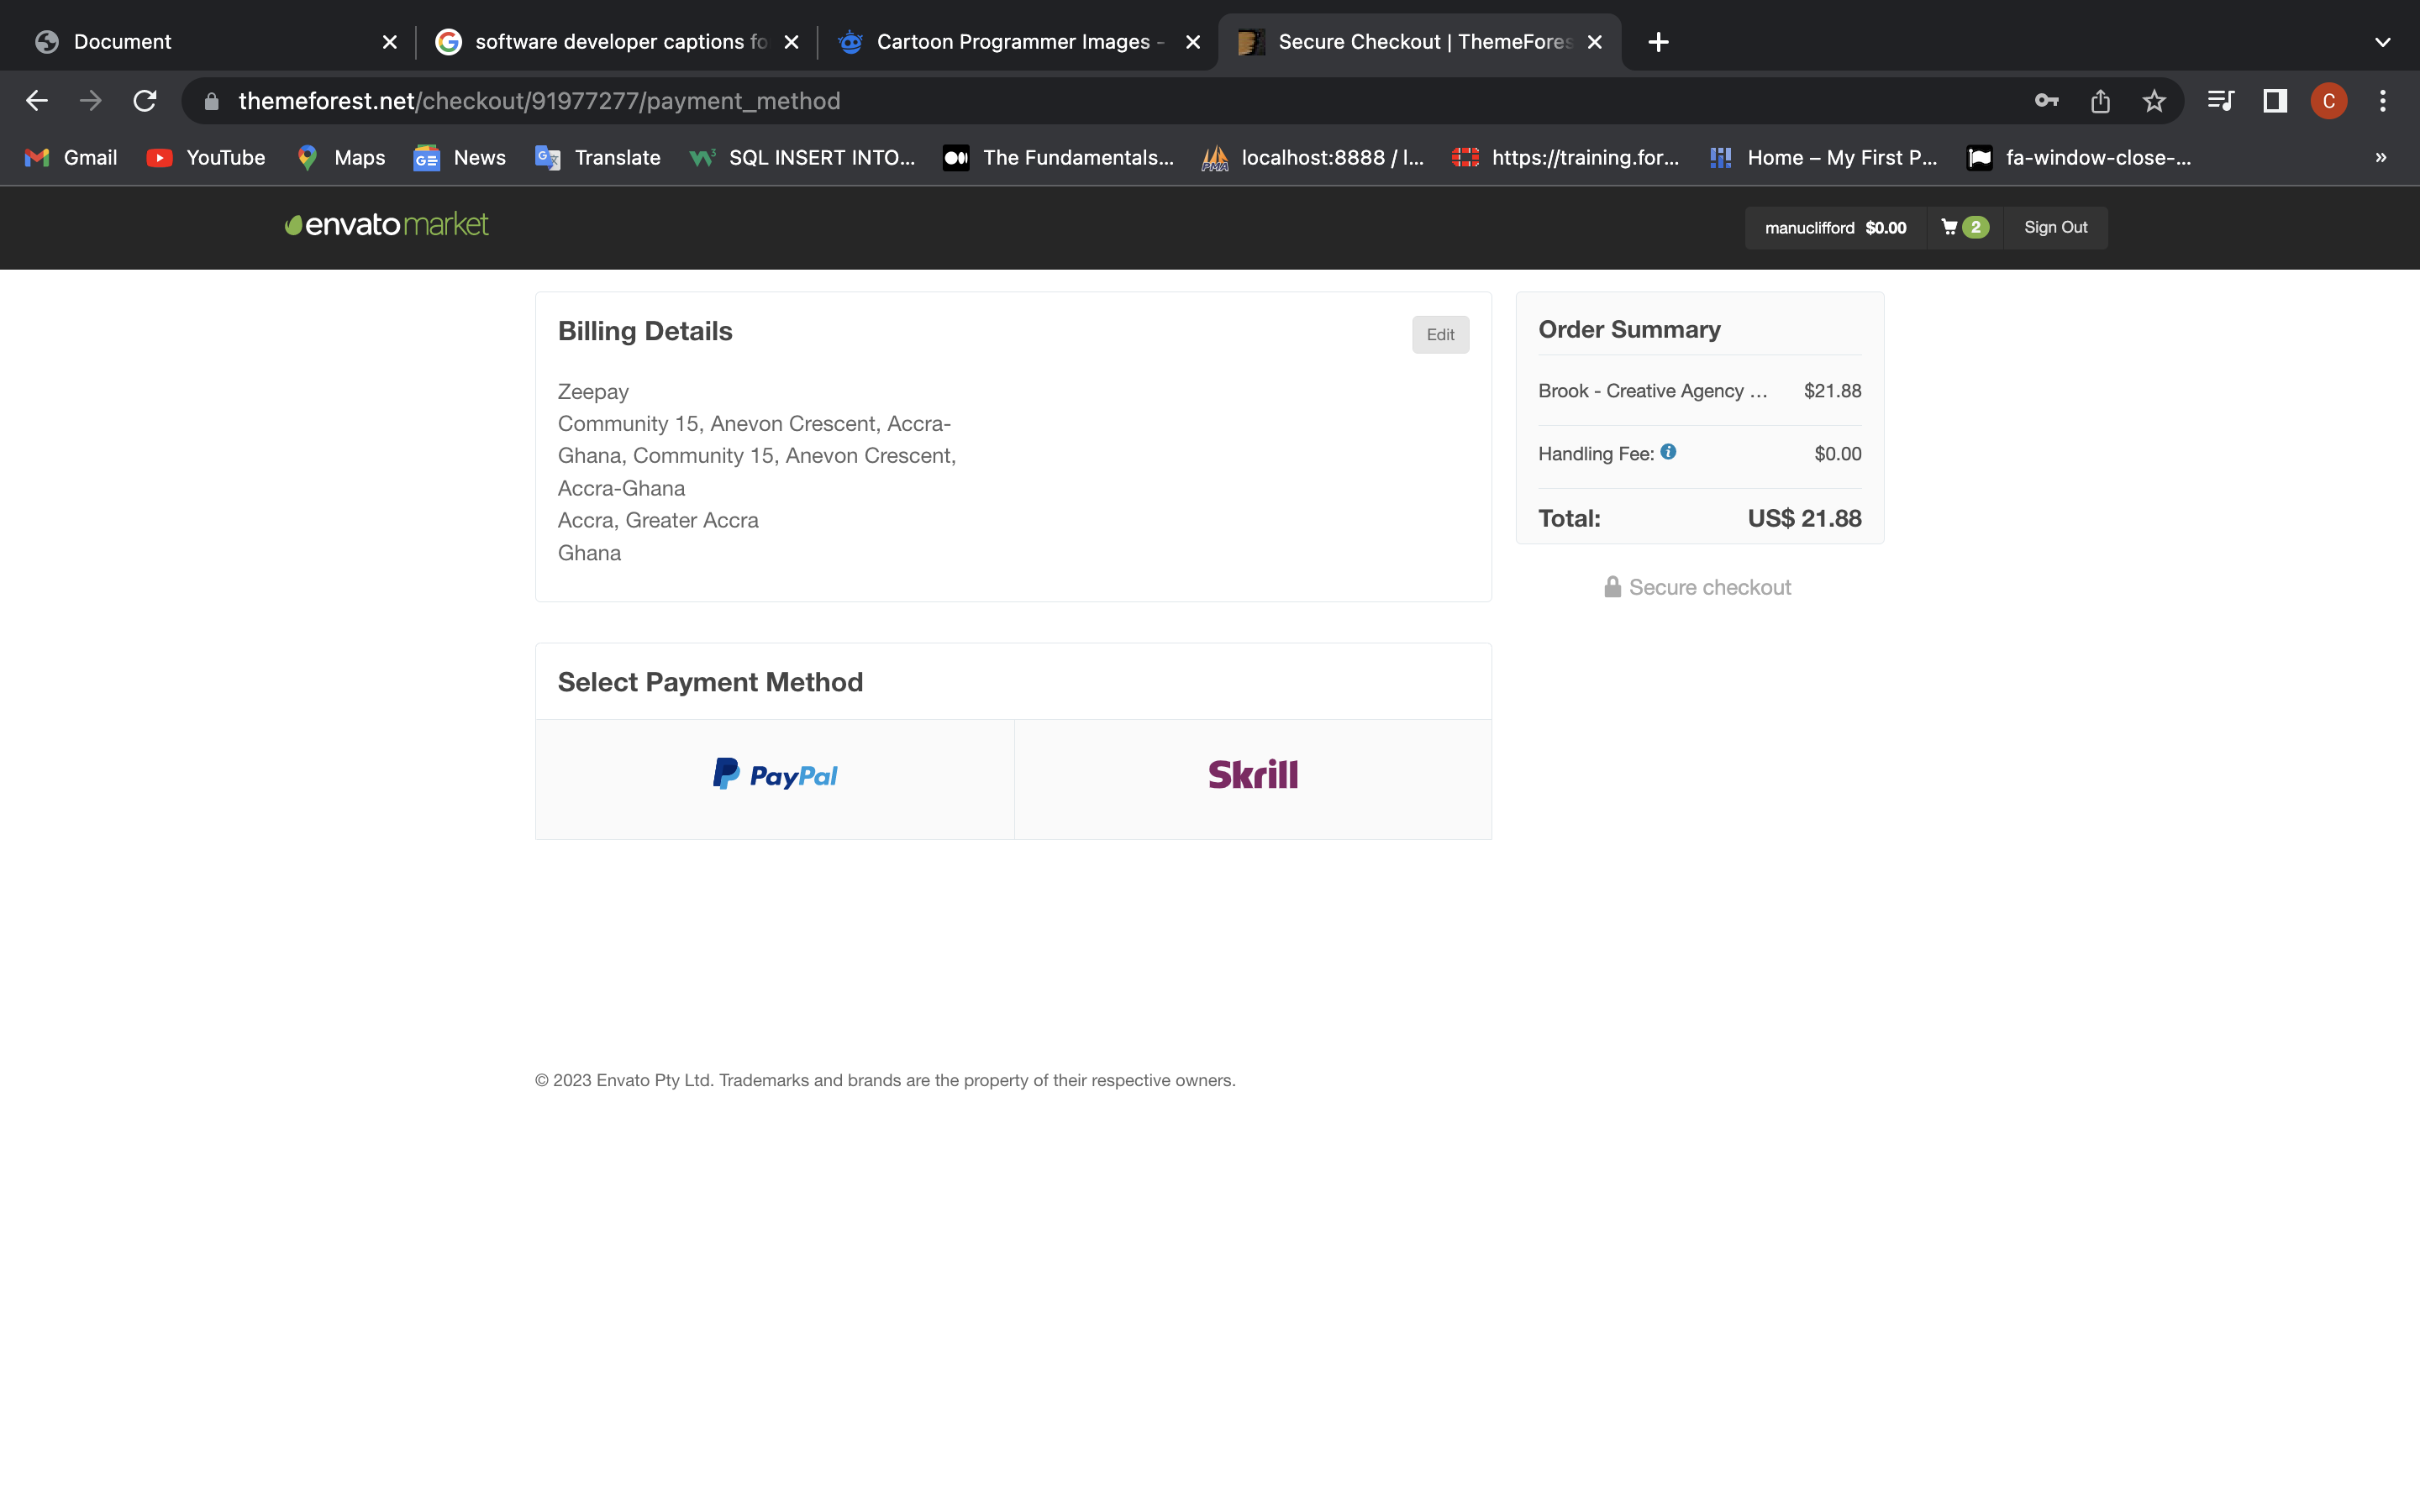 Document
software developer captions fo
Cartoon Programmer Images -
Secure Checkout | ThemeFores
themeforest.net/checkout/91977277/payment_method
C
Gmail
YouTube
Maps
News
Translate
SQL INSERT INTO...
The Fundamentals...
localhost:8888 / l...
https://training.for...
Home – My First P...
fa-window-close-...
»
envato market
manuclifford $0.00
2
Sign Out
Billing Details
Edit
Zeepay
Community 15, Anevon Crescent, Accra-
Ghana, Community 15, Anevon Crescent,
Accra-Ghana
Accra, Greater Accra
Ghana
Order Summary
Brook - Creative Agency ... $21.88
Handling Fee: $0.00
Total: US$ 21.88
Secure checkout
Select Payment Method
PayPal
Skrill
© 2023 Envato Pty Ltd. Trademarks and brands are the property of their respective owners.